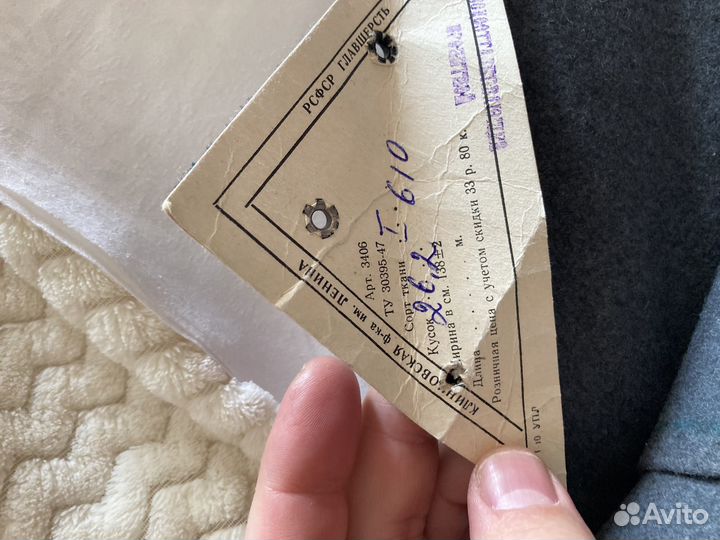 РСФСР ГЛАВШЕРСТЬ
КЛИНЦОВСКАЯ ф-ка им. ЛЕНИНА
Арт. 3406
ТУ 30395-47
Сорт ткани I 610
Кусок
Ширина в см. 138±2
Длина . . . . . м.
Розничная цена с учетом скидки 33 р. 80 к.
Avito